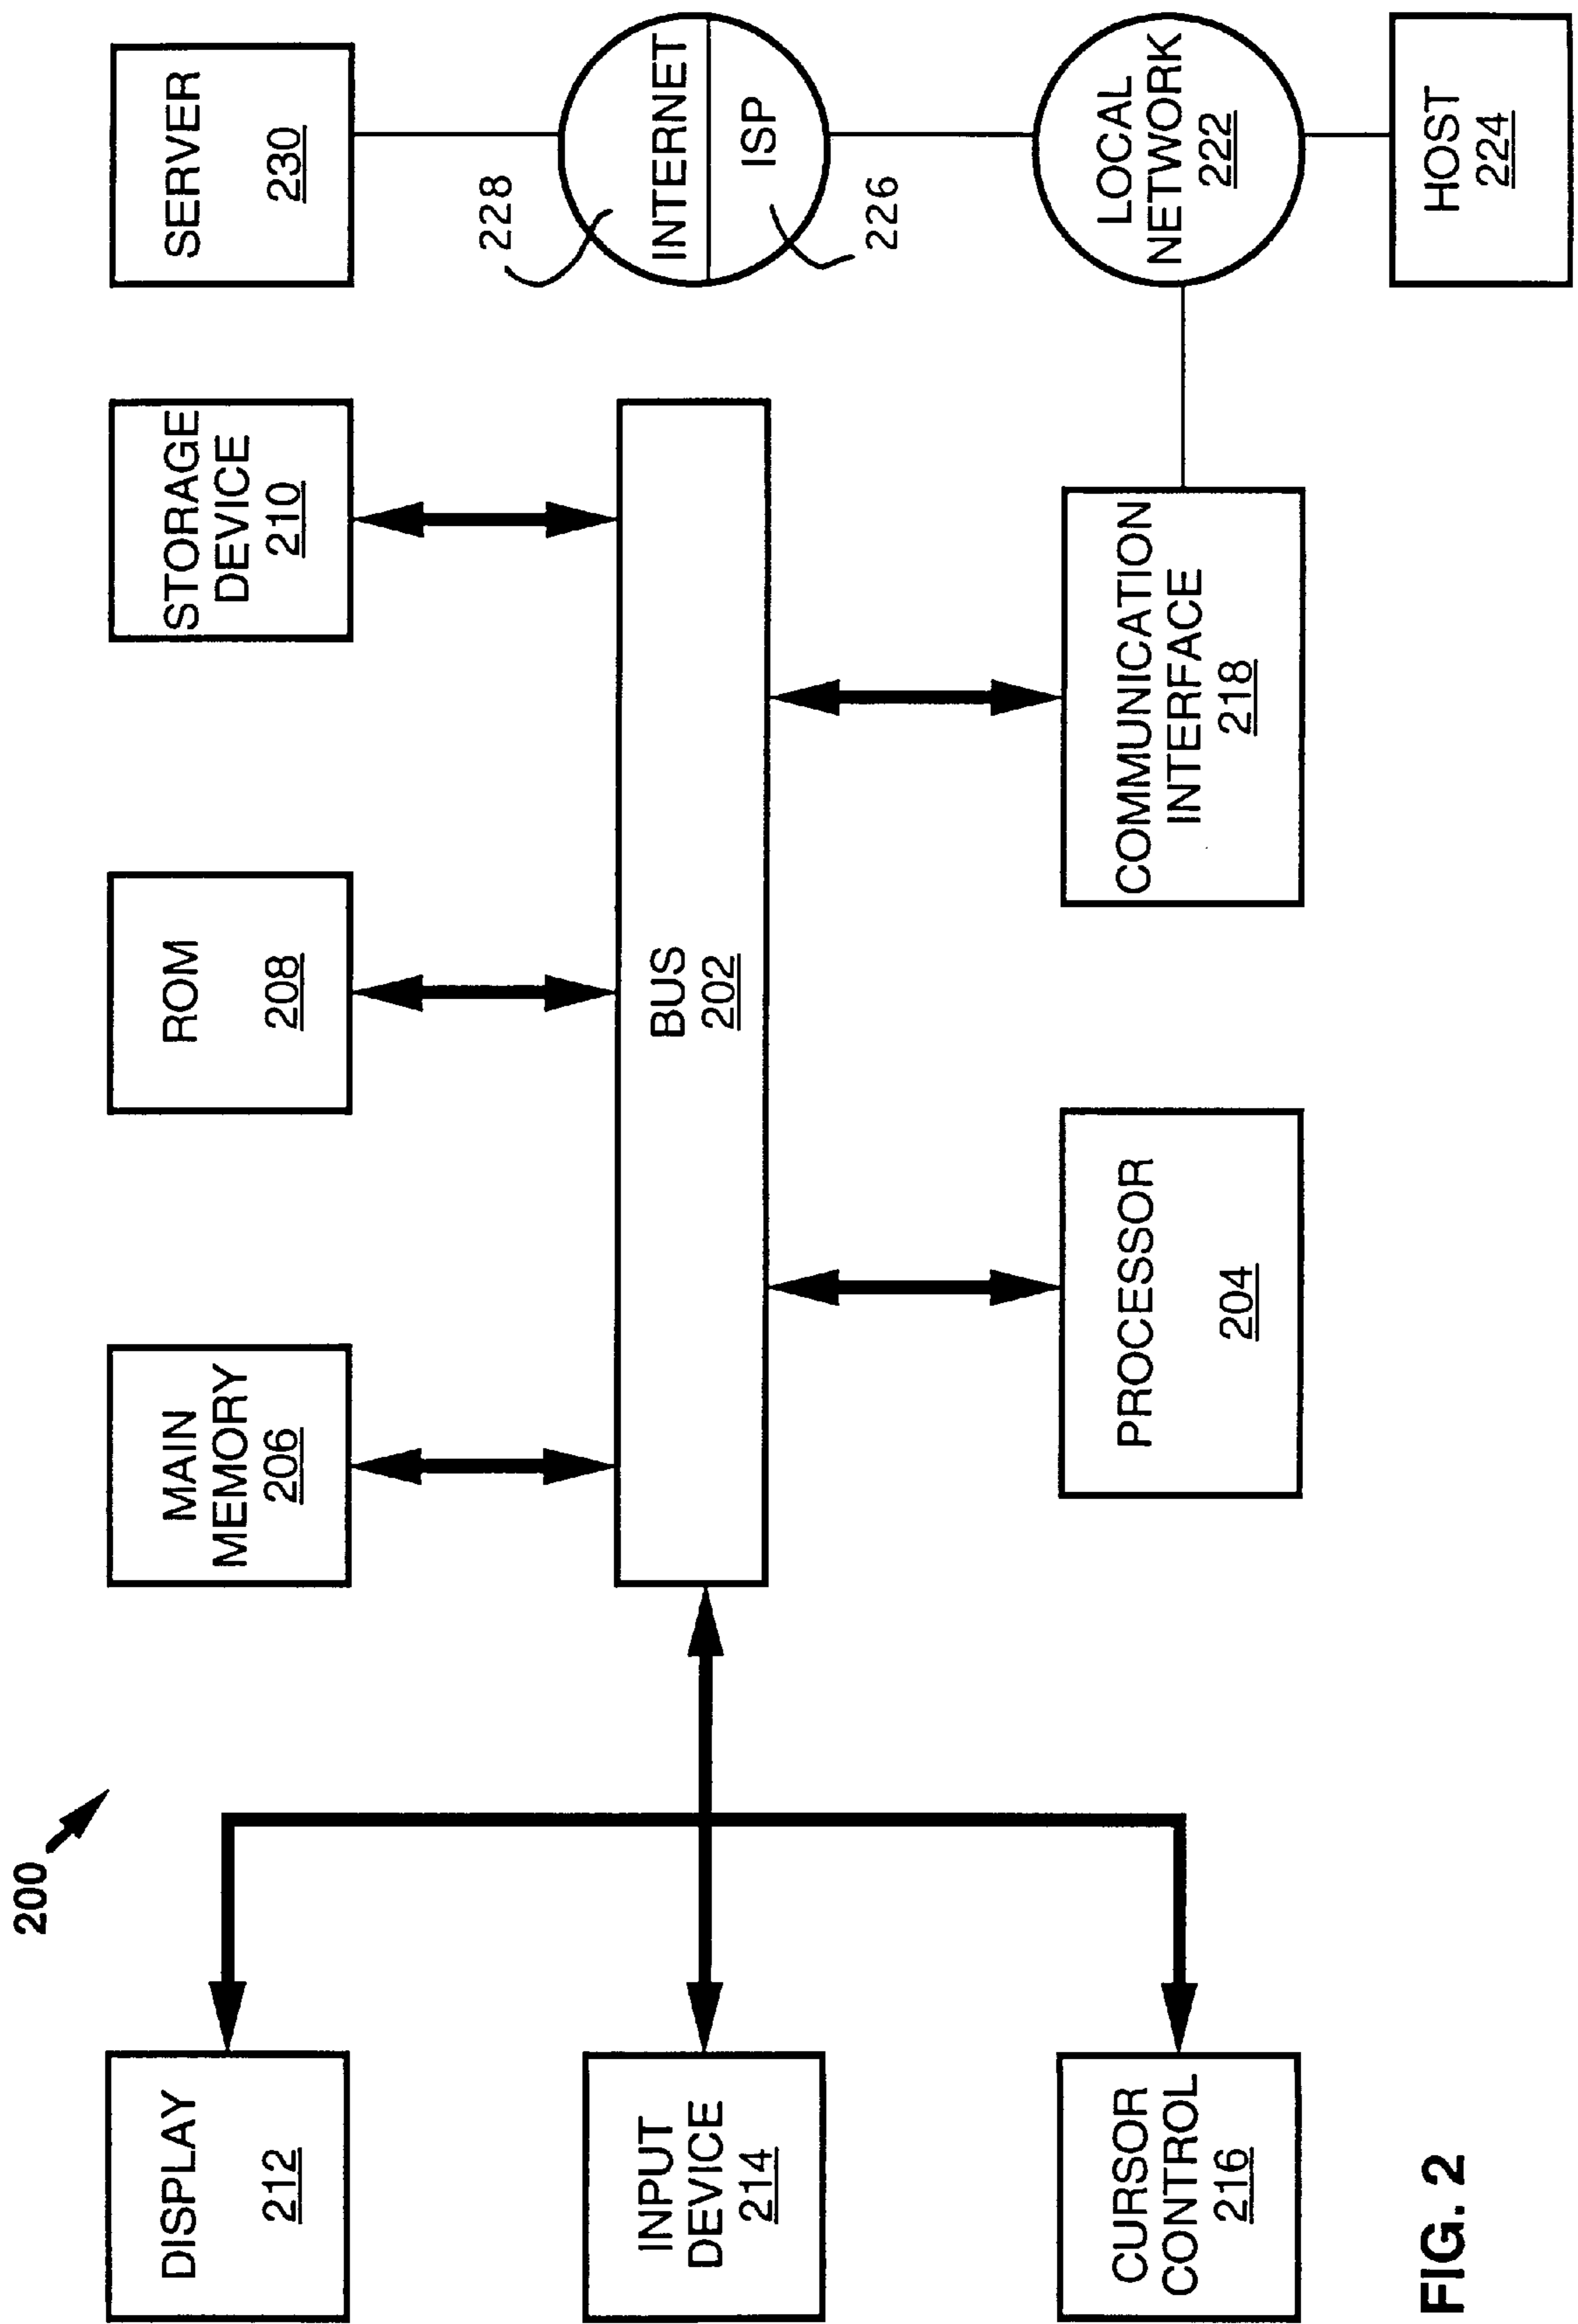 200
DISPLAY
212
INPUT
DEVICE
214
CURSOR
CONTROL
216
MAIN
MEMORY
206
ROM
208
STORAGE
DEVICE
210
BUS
202
PROCESSOR
204
COMMUNICATION
INTERFACE
218
SERVER
230
228
INTERNET
ISP
226
LOCAL
NETWORK
222
HOST
224
FIG. 2